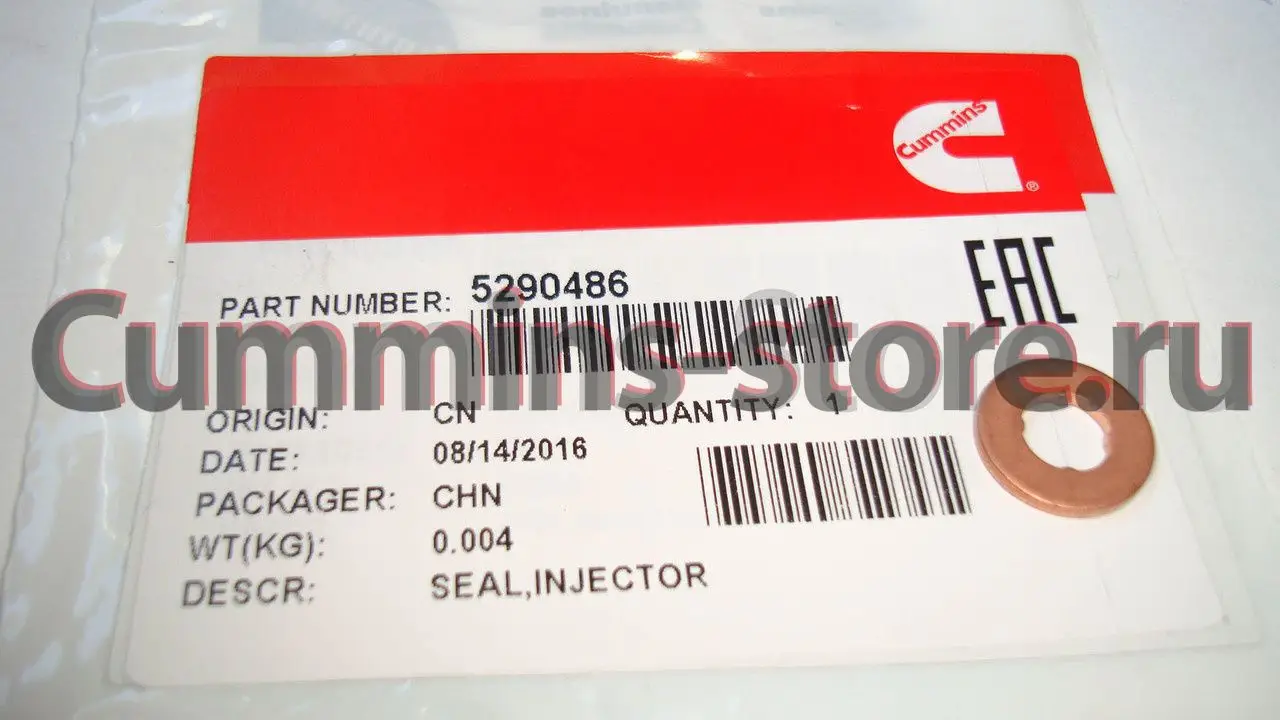 Cummins
®
EAC
PART NUMBER: 5290486
Cummins-store.ru
ORIGIN: CN QUANTITY: 1
DATE: 08/14/2016
PACKAGER: CHN
WT(KG): 0.004
DESCR: SEAL,INJECTOR